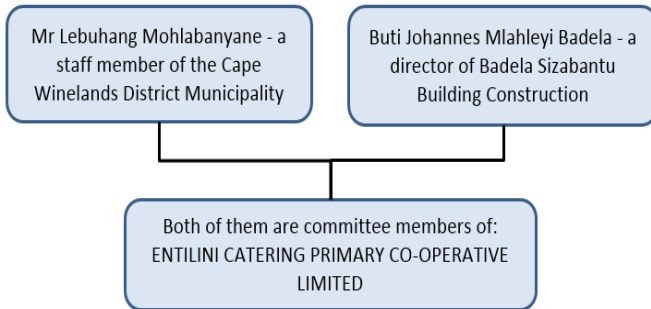 Mr Lebuhang Mohlabanyane - a
staff member of the Cape
Winelands District Municipality
Buti Johannes Mlahleyi Badela - a
director of Badela Sizabantu
Building Construction
Both of them are committee members of:
ENTILINI CATERING PRIMARY CO-OPERATIVE
LIMITED